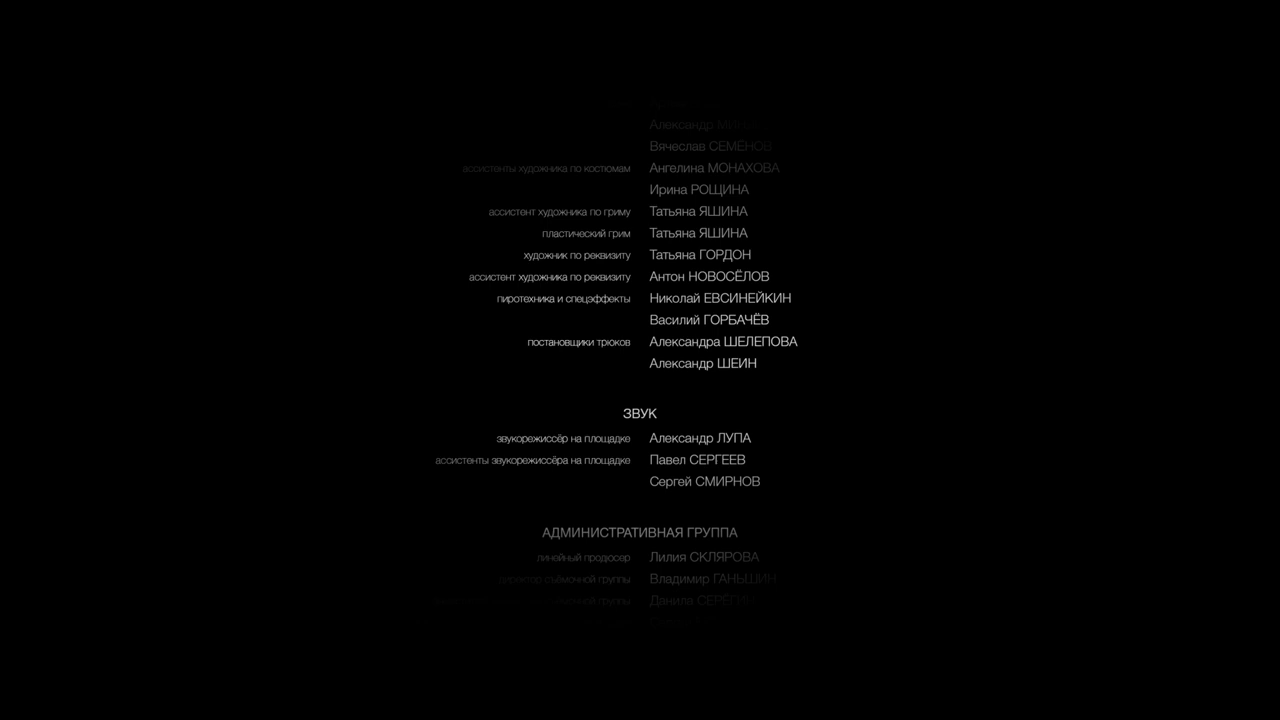 Александр
Вячеслав СЕМЁНОВ
ассистенты художника по костюмам Ангелина МОНАХОВА
Ирина РОЩИНА
ассистент художника по гриму Татьяна ЯШИНА
пластический грим Татьяна ЯШИНА
художник по реквизиту Татьяна ГОРДОН
ассистент художника по реквизиту Антон НОВОСЁЛОВ
пиротехника и спецэффекты Николай ЕВСИНЕЙКИН
Василий ГОРБАЧЁВ
постановщики трюков Александра ШЕЛЕПОВА
Александр ШЕИН
ЗВУК
звукорежиссёр на площадке Александр ЛУПА
ассистенты звукорежиссёра на площадке Павел СЕРГЕЕВ
Сергей СМИРНОВ
АДМИНИСТРАТИВНАЯ ГРУППА
линейный продюсер Лилия СКЛЯРОВА
директор съёмочной группы Владимир ГАНЬШИН
группы Данила